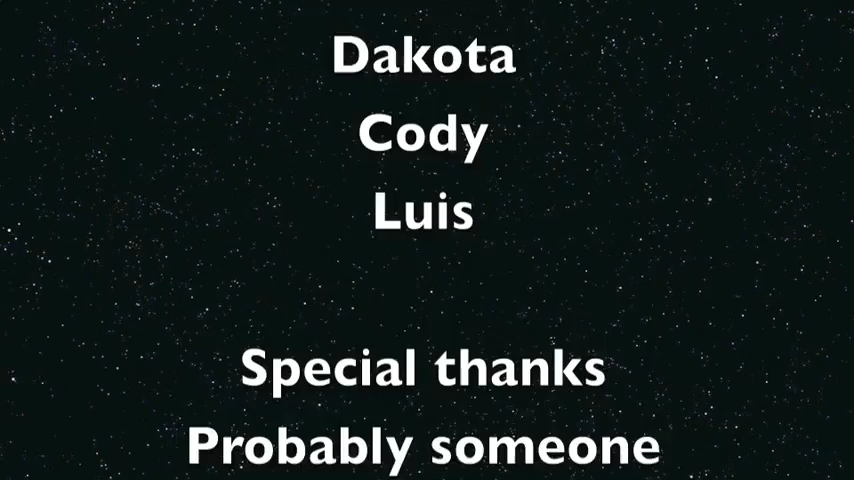 Dakota
Cody
Luis
Special thanks
Probably someone